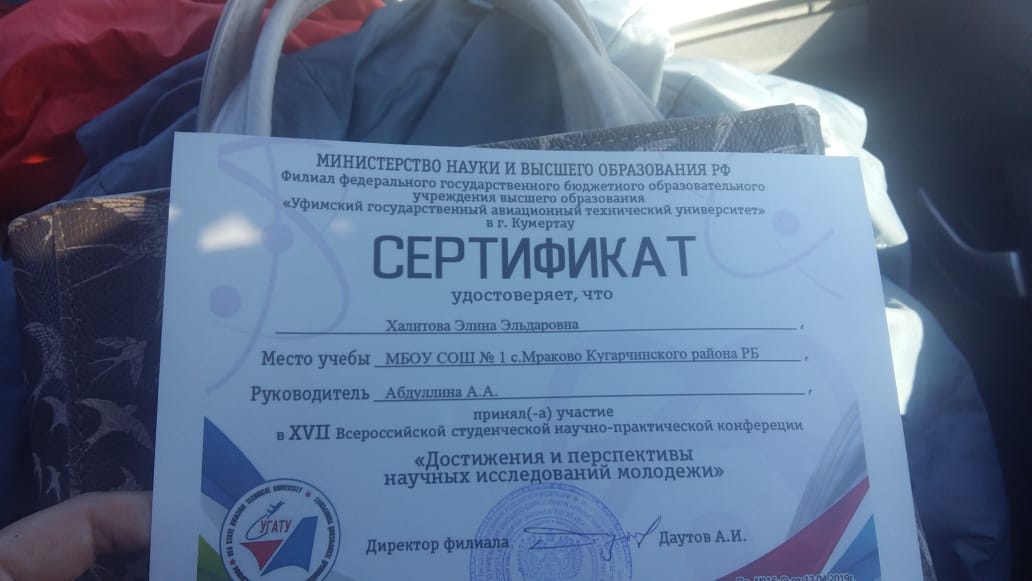 МИНИСТЕРСТВО НАУКИ И ВЫСШЕГО ОБРАЗОВАНИЯ РФ
Филиал федерального государственного бюджетного образовательного
учреждения высшего образования
«Уфимский государственный авиационный технический университет»
в г. Кумертау
СЕРТИФИКАТ
удостоверяет, что
Халитова Элина Эльдаровна ,
Место учебы МБОУ СОШ № 1 с.Мраково Кугарчинского района РБ ,
Руководитель Абдуллина А.А. ,
принял(-а) участие
в XVII Всероссийской студенческой научно-практической конфереции
«Достижения и перспективы
научных исследований молодежи»
УГАТУ
Директор филиала Даутов А.И.